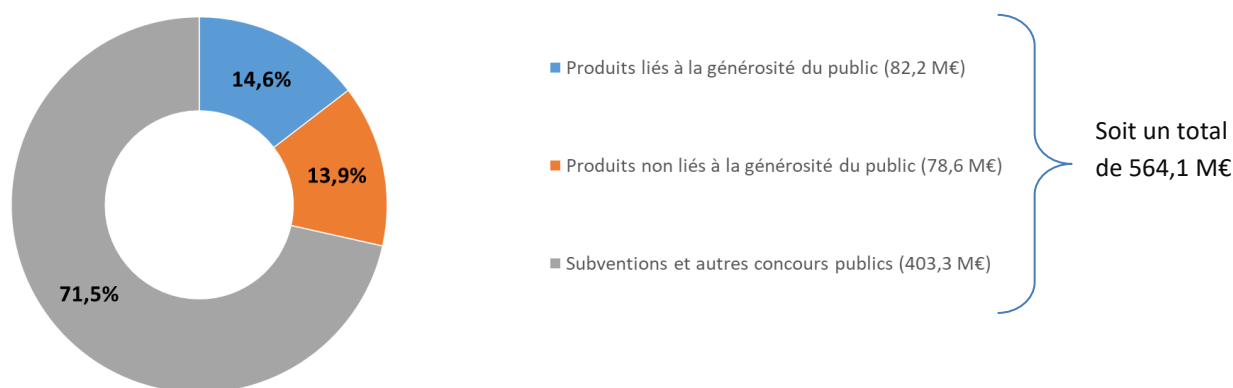 14,6%
13,9%
71,5%
Produits liés à la générosité du public (82,2 M€)
Produits non liés à la générosité du public (78,6 M€)
Subventions et autres concours publics (403,3 M€)
Soit un total
de 564,1 M€